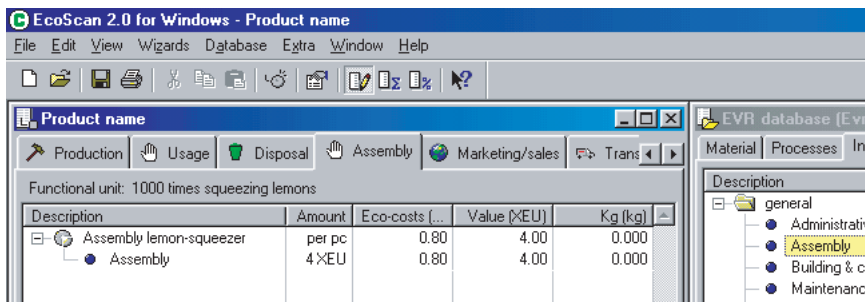 EcoScan 2.0 for Windows - Product name
File Edit View Wizards Database Extra Window Help
Product name
Production Usage Disposal Assembly Marketing/sales Trans
Functional unit: 1000 times squeezing lemons
Description Amount Eco-costs (... Value (XEU) Kg (kg)
Assembly lemon-squeezer per pc 0.80 4.00 0.000
Assembly 4 XEU 0.80 4.00 0.000
EVR database (Evr
Material Processes In
Description
general
Administrativ
Assembly
Building & c
Maintenanc